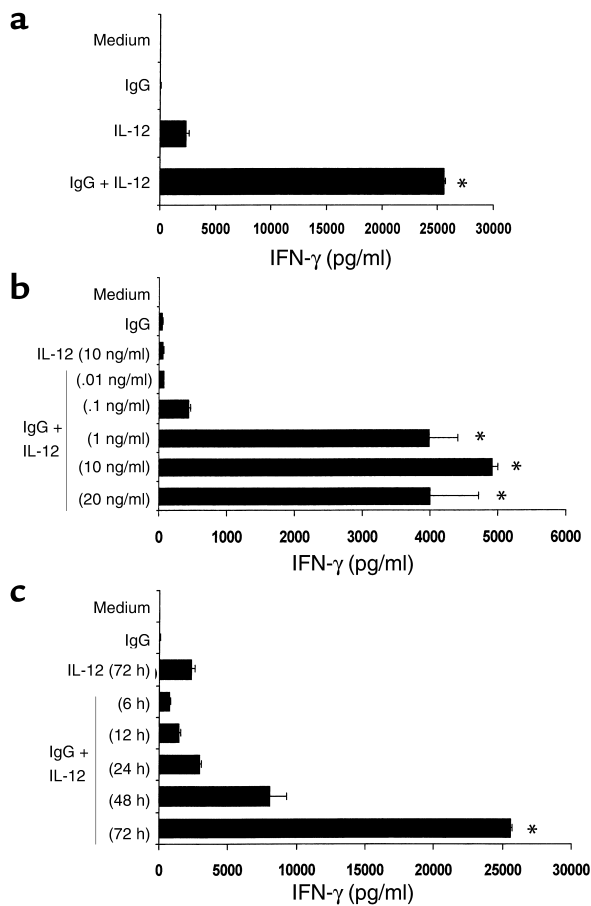 a
Medium
IgG
IL-12
IgG + IL-12
*
0 5000 10000 15000 20000 25000 30000
IFN-γ (pg/ml)
b
Medium
IgG
IL-12 (10 ng/ml)
(.01 ng/ml)
(.1 ng/ml)
IgG +
IL-12
(1 ng/ml)
*
(10 ng/ml)
*
(20 ng/ml)
*
0 1000 2000 3000 4000 5000 6000
IFN-γ (pg/ml)
c
Medium
IgG
IL-12 (72 h)
(6 h)
(12 h)
IgG +
IL-12
(24 h)
(48 h)
(72 h)
*
0 5000 10000 15000 20000 25000 30000
IFN-γ (pg/ml)